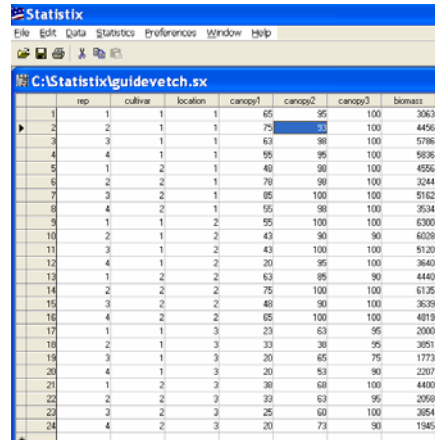 Statistix
File Edit Data Statistics Preferences Window Help
C:\Statistix\guidevetch.sx
rep cultivar location canopy1 canopy2 canopy3 biomass
1 1 1 1 65 95 100 3063
2 2 1 1 75 93 100 4456
3 3 1 1 63 98 100 5786
4 4 1 1 55 95 100 5836
5 1 2 1 48 98 100 4556
6 2 2 1 78 98 100 3244
7 3 2 1 85 100 100 5162
8 4 2 1 55 98 100 3534
9 1 1 2 55 100 100 6300
10 2 1 2 43 90 90 6028
11 3 1 2 43 100 100 5120
12 4 1 2 20 95 100 3640
13 1 2 2 63 85 90 4440
14 2 2 2 75 100 100 6135
15 3 2 2 48 90 100 3639
16 4 2 2 65 100 100 4819
17 1 1 3 23 63 95 2000
18 2 1 3 33 38 95 3851
19 3 1 3 20 65 75 1773
20 4 1 3 20 53 90 2207
21 1 2 3 38 68 100 4400
22 2 2 3 33 63 95 2058
23 3 2 3 25 60 100 3854
24 4 2 3 20 73 90 1945